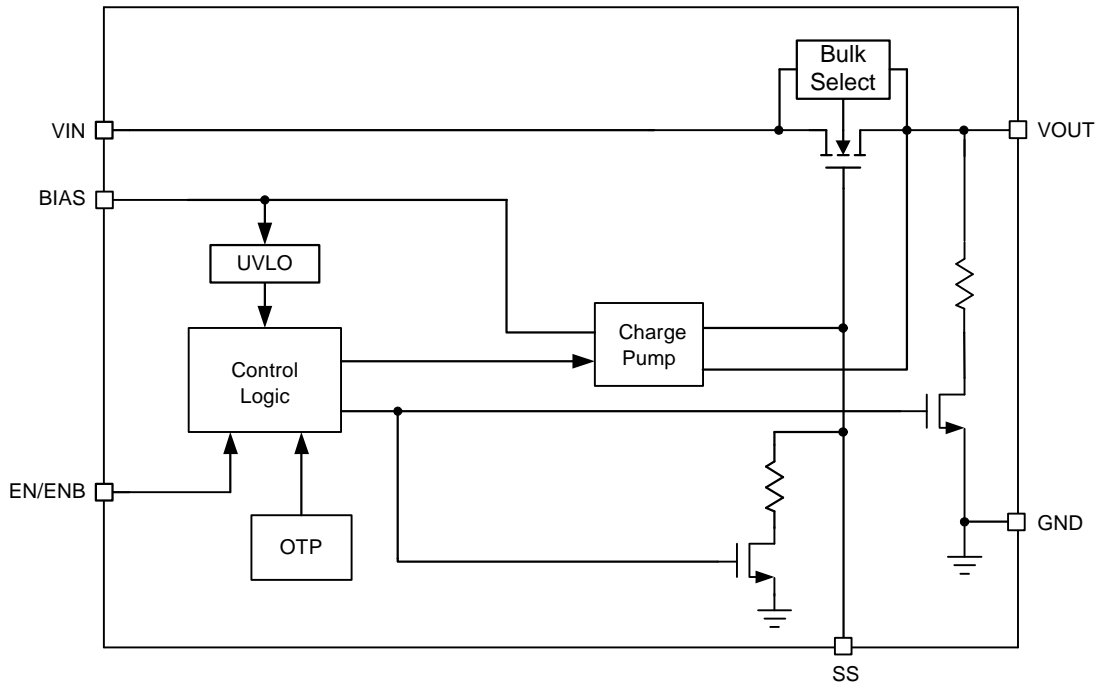 Bulk
Select
VIN
VOUT
BIAS
UVLO
Charge
Pump
Control
Logic
EN/ENB
OTP
GND
SS